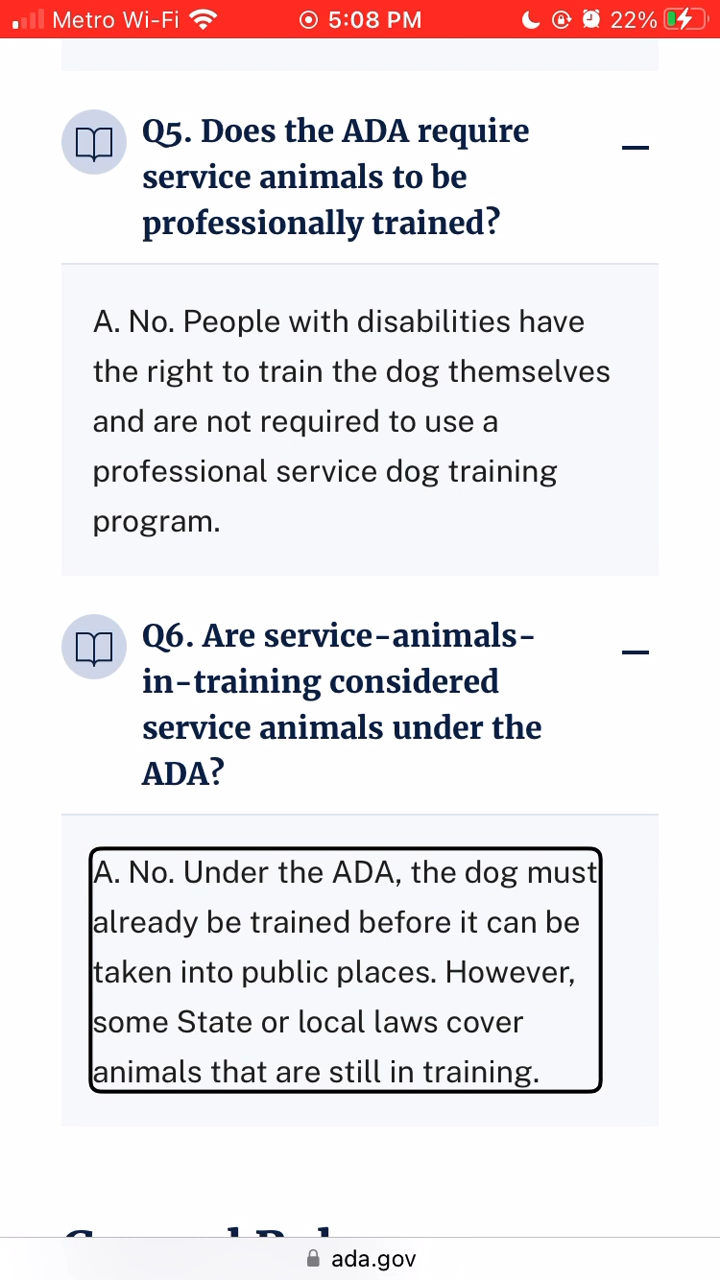 Metro Wi-Fi 5:08 PM 22%
Q5. Does the ADA require
service animals to be
professionally trained?
A. No. People with disabilities have
the right to train the dog themselves
and are not required to use a
professional service dog training
program.
Q6. Are service-animals-
in-training considered
service animals under the
ADA?
A. No. Under the ADA, the dog must
already be trained before it can be
taken into public places. However,
some State or local laws cover
animals that are still in training.
ada.gov